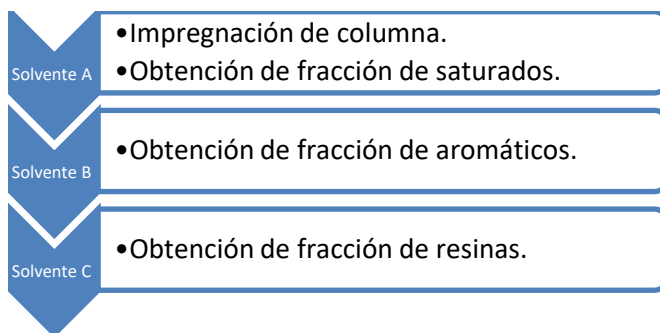 Solvente A
•Impregnación de columna.
•Obtención de fracción de saturados.
Solvente B
•Obtención de fracción de aromáticos.
Solvente C
•Obtención de fracción de resinas.